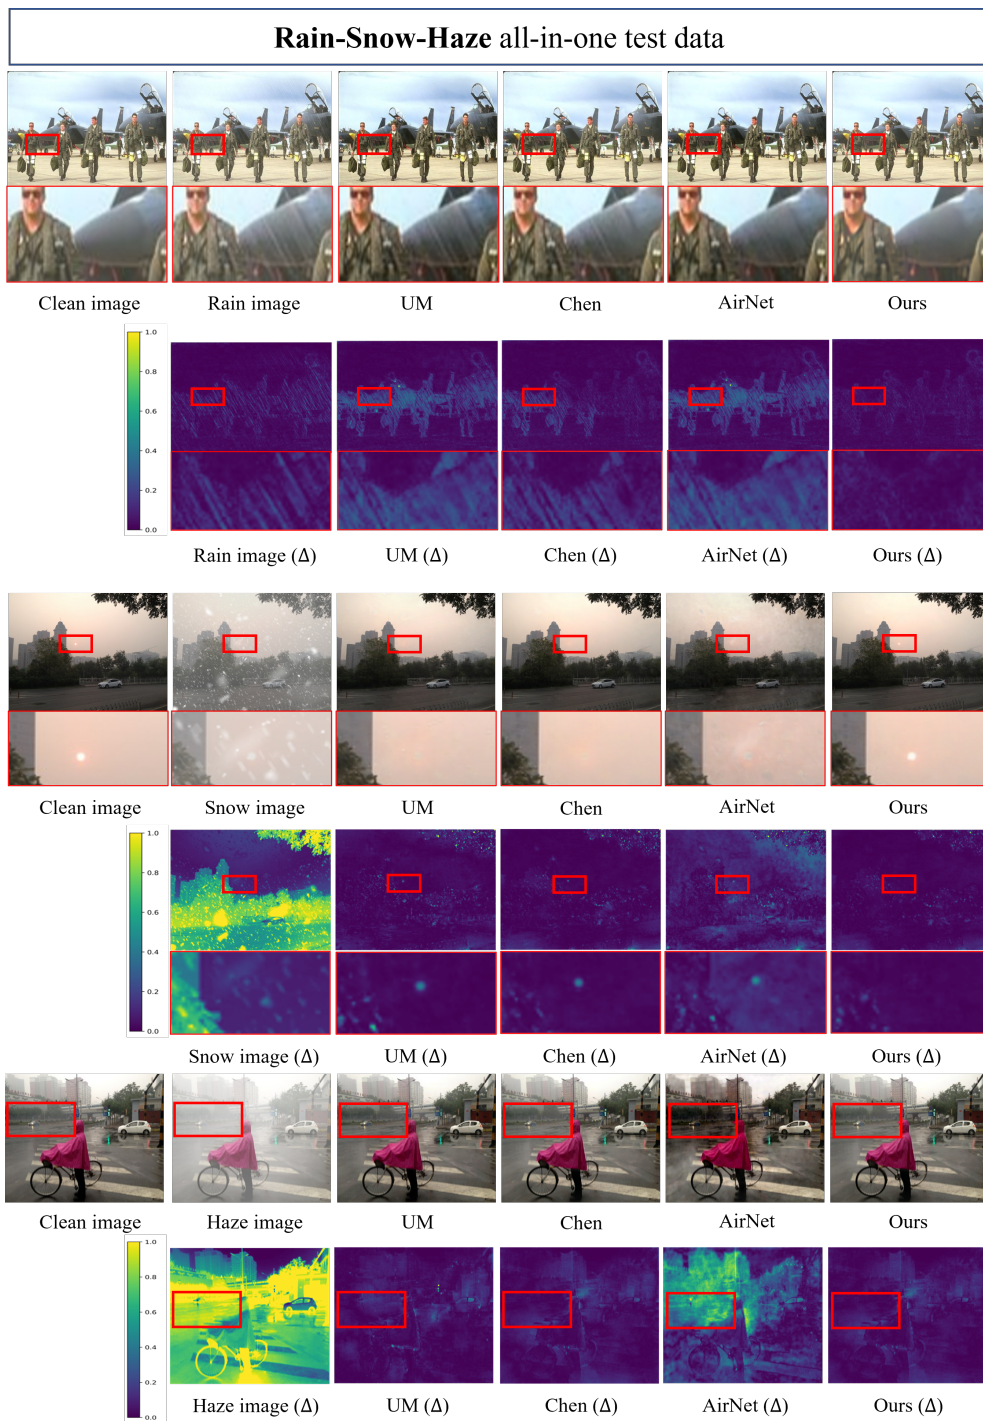 Rain-Snow-Haze all-in-one test data
Clean image Rain image UM Chen AirNet Ours
1.0
0.8
0.6
0.4
0.2
0.0
Rain image (Δ) UM (Δ) Chen (Δ) AirNet (Δ) Ours (Δ)
Clean image Snow image UM Chen AirNet Ours
1.0
0.8
0.6
0.4
0.2
0.0
Snow image (Δ) UM (Δ) Chen (Δ) AirNet (Δ) Ours (Δ)
Clean image Haze image UM Chen AirNet Ours
1.0
0.8
0.6
0.4
0.2
0.0
Haze image (Δ) UM (Δ) Chen (Δ) AirNet (Δ) Ours (Δ)